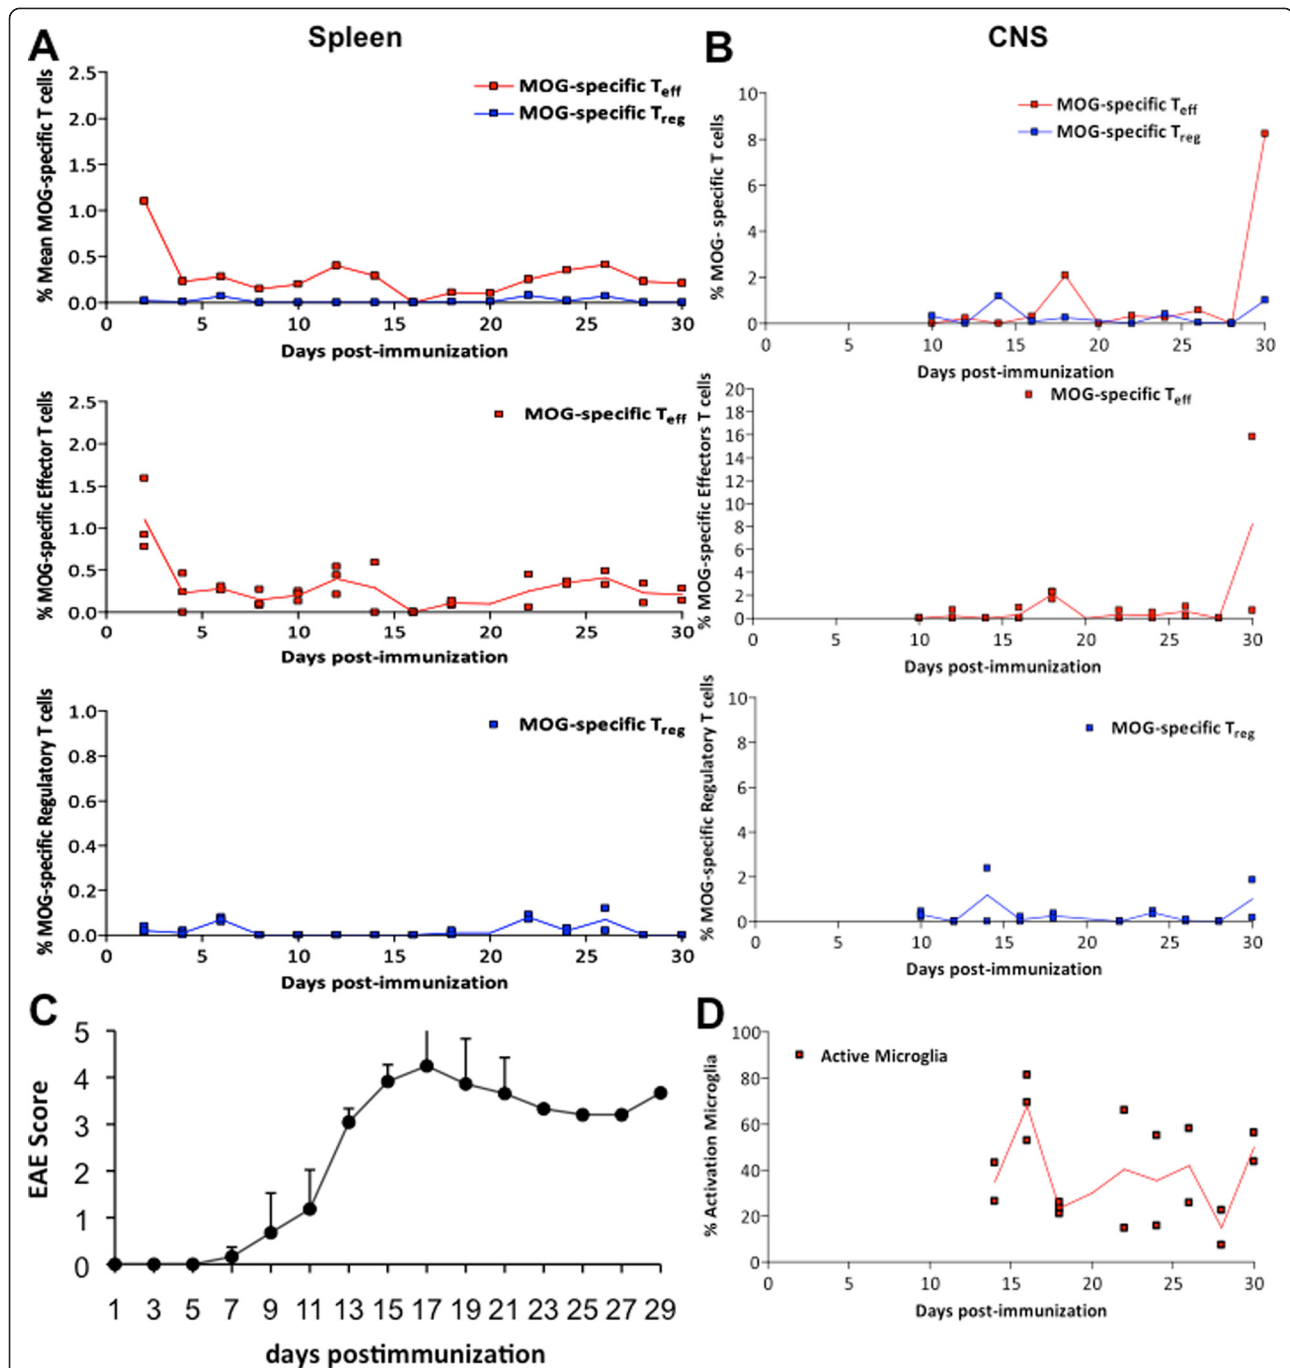 A
Spleen
% Mean MOG-specific T cells
2.5
2.0
1.5
1.0
0.5
0.0
MOG-specific Teff
MOG-specific Treg
0 5 10 15 20 25 30
Days post-immunization
% MOG-specific Effector T cells
2.5
2.0
1.5
1.0
0.5
0.0
MOG-specific Teff
0 5 10 15 20 25 30
Days post-immunization
% MOG-specific Regulatory T cells
1.0
0.8
0.6
0.4
0.2
0.0
MOG-specific Treg
0 5 10 15 20 25 30
Days post-immunization
B
CNS
% MOG- specific T cells
10
8
6
4
2
0
MOG-specific Teff
MOG-specific Treg
0 5 10 15 20 25 30
Days post-immunization
% MOG-specific Effectors T cells
20
18
16
14
12
10
8
6
4
2
0
MOG-specific Teff
0 5 10 15 20 25 30
Days post-immunization
% MOG-specific Regulatory T cells
10
8
6
4
2
0
MOG-specific Treg
0 5 10 15 20 25 30
Days post-immunization
C
EAE Score
5
4
3
2
1
0
1 3 5 7 9 11 13 15 17 19 21 23 25 27 29
days postimmunization
D
% Activation Microglia
100
80
60
40
20
0
Active Microglia
0 5 10 15 20 25 30
Days post-immunization